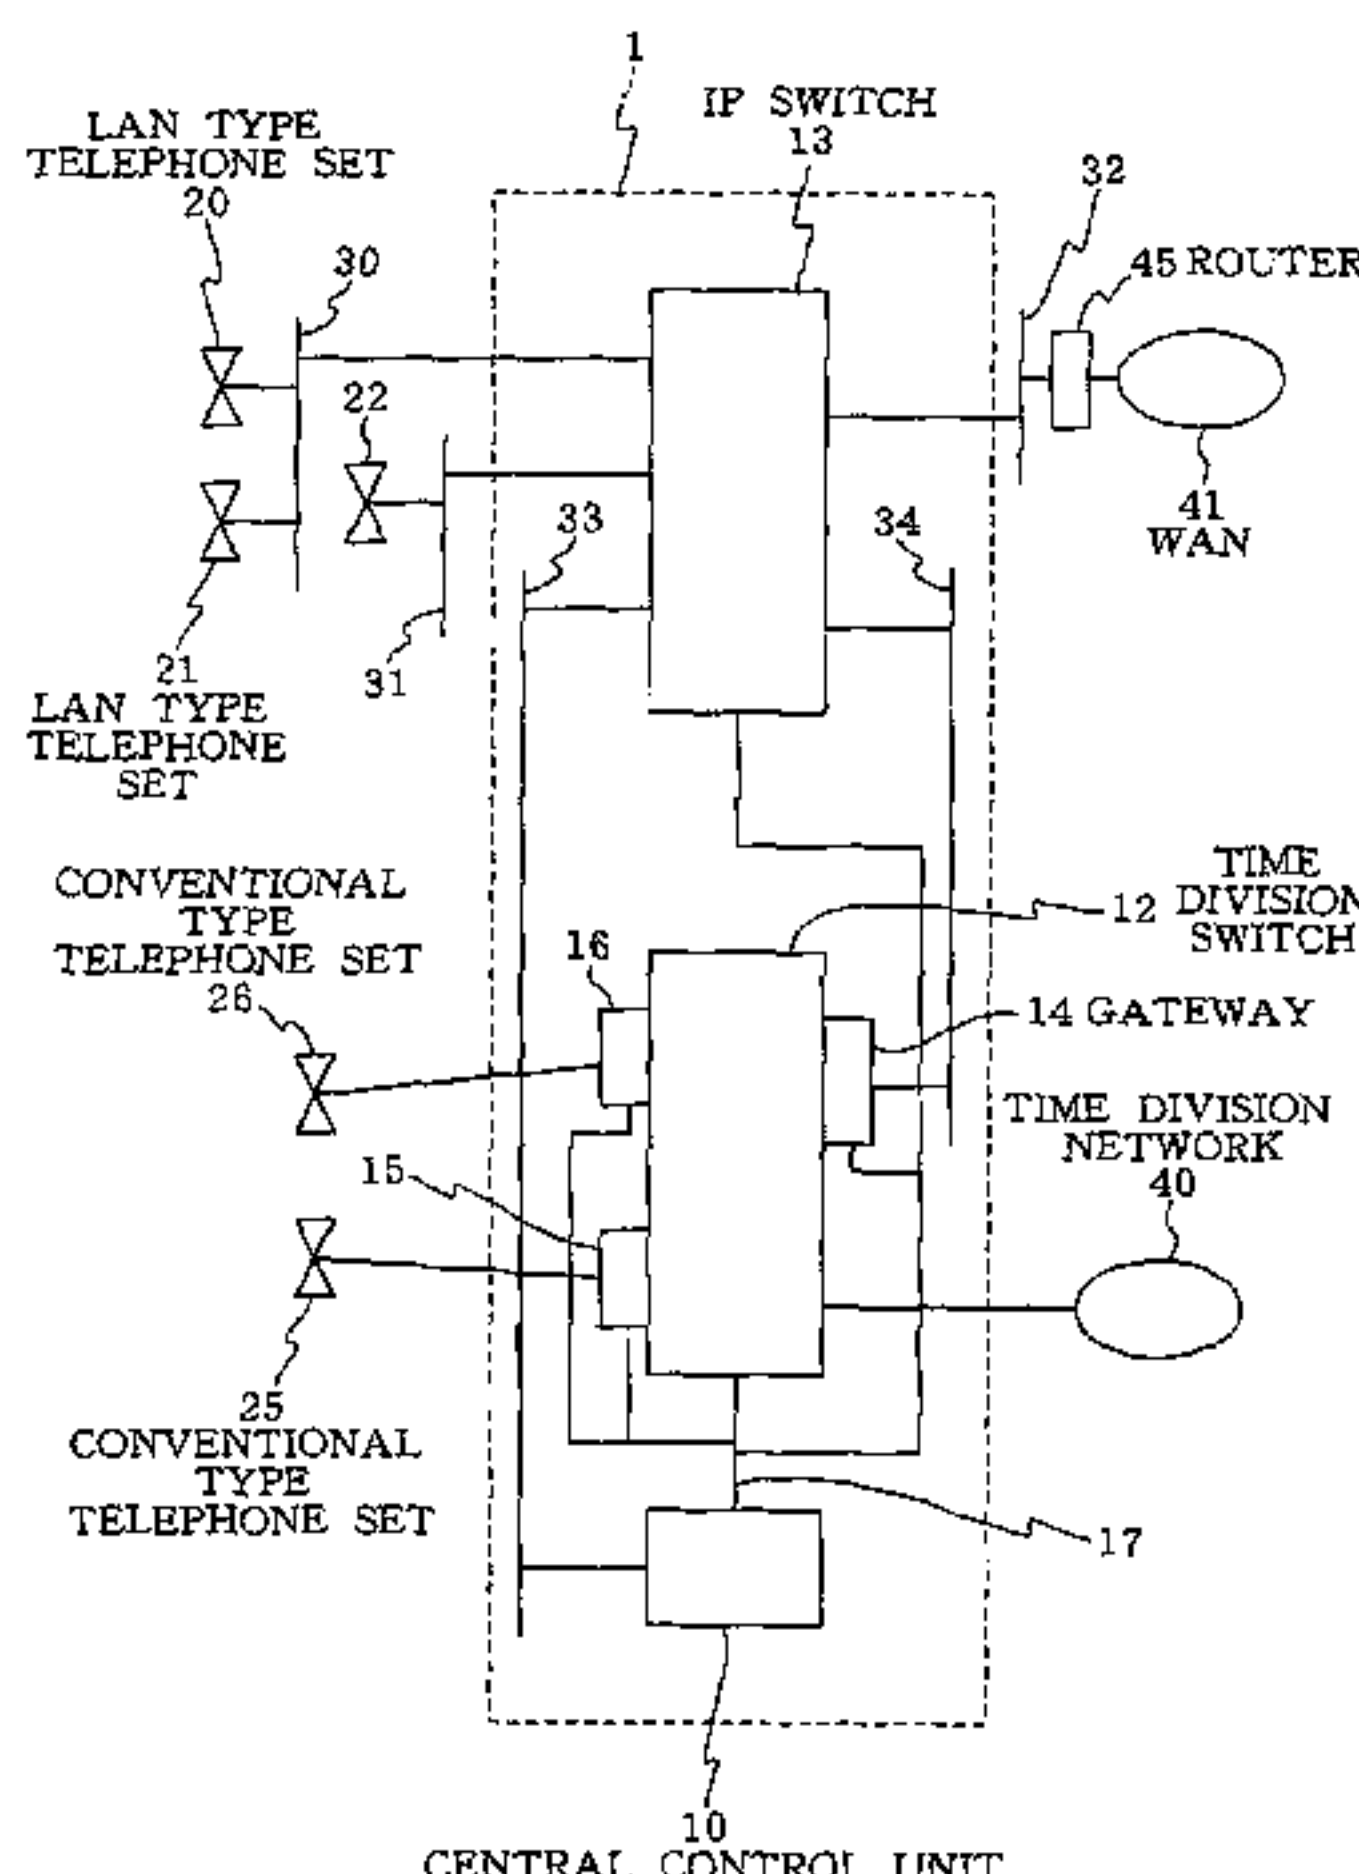 1
IP SWITCH
13
LAN TYPE
TELEPHONE SET
20
32
30
45 ROUTER
22
33
34
41
WAN
21
LAN TYPE
TELEPHONE
SET
31
CONVENTIONAL
TYPE
TELEPHONE SET
26
16
TIME
12 DIVISION
SWITCH
14 GATEWAY
TIME DIVISION
NETWORK
40
15
25
CONVENTIONAL
TYPE
TELEPHONE SET
17
10
CENTRAL CONTROL UNIT